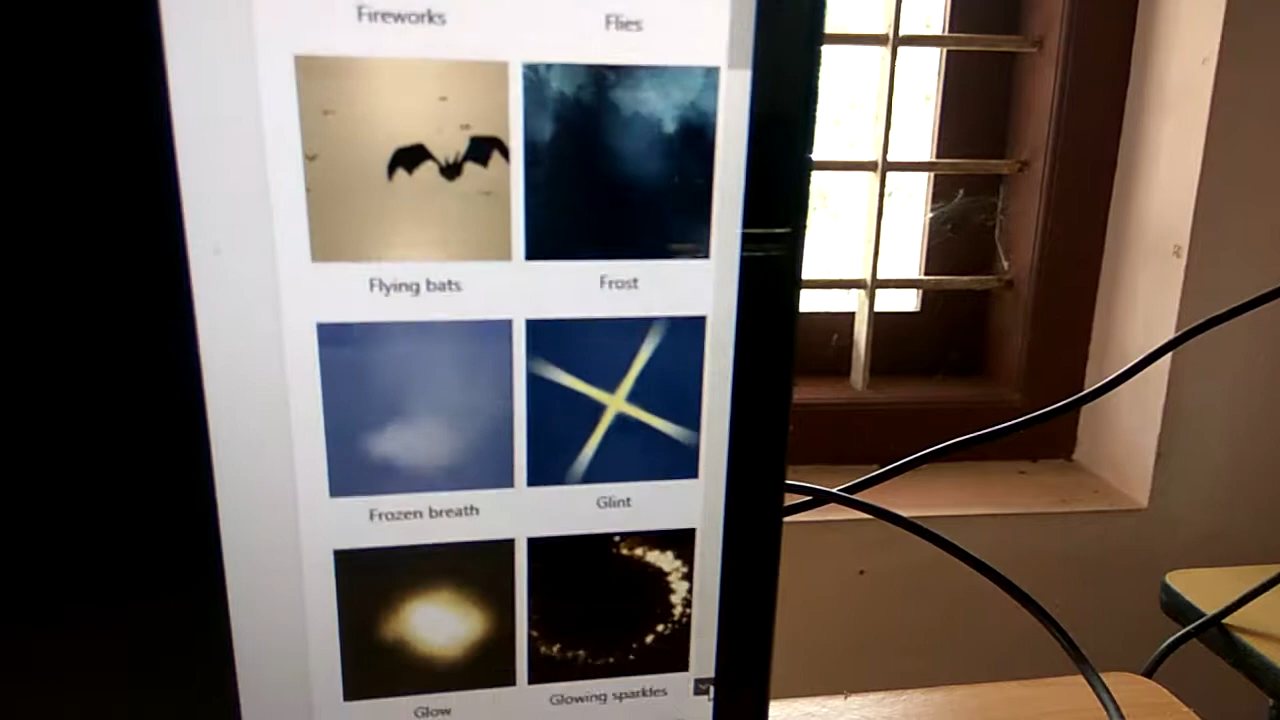 Fireworks Flies
Flying bats Frost
Frozen breath Glint
Glow Glowing sparkles